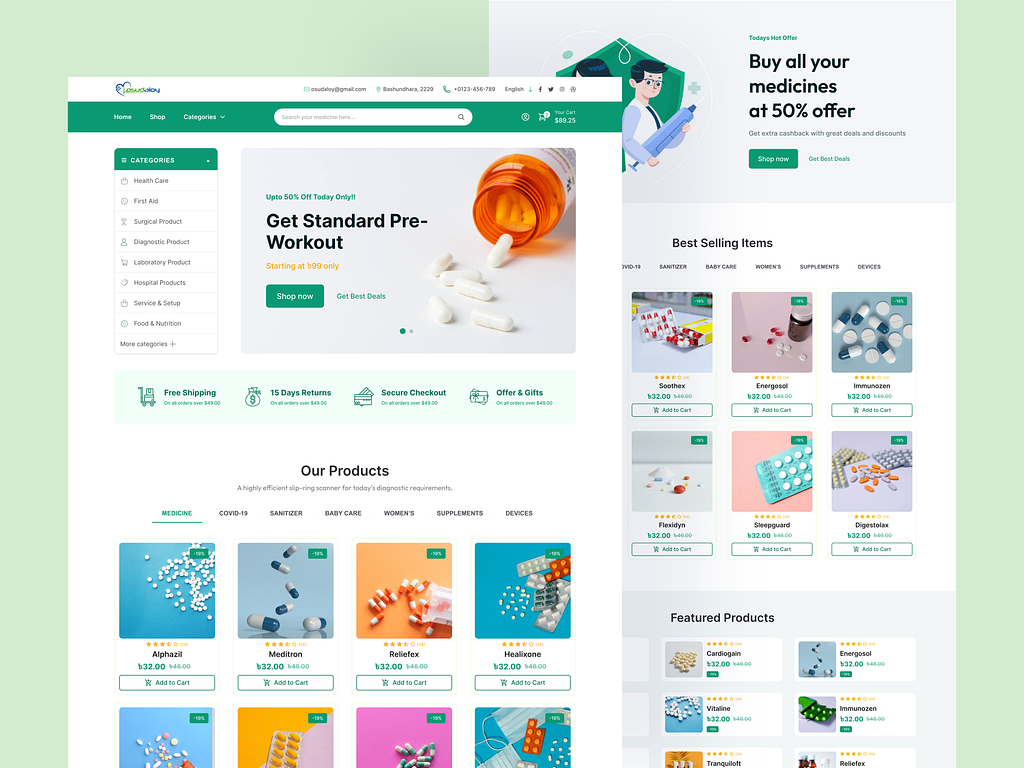 osudaloy
osudaloy@gmail.com
Bashundhara, 2229
+0123-456-789
English
Home
Shop
Categories
Search your medicine here...
2
Your Cart
$89.25
CATEGORIES
Health Care
First Aid
Surgical Product
Diagnostic Product
Laboratory Product
Hospital Products
Service & Setup
Food & Nutrition
More categories
Upto 50% Off Today Only!!
Get Standard Pre-
Workout
Starting at ৳99 only
Shop now
Get Best Deals
Free Shipping
On all orders over $49.00
15 Days Returns
On all orders over $49.00
Secure Checkout
On all orders over $49.00
Offer & Gifts
On all orders over $49.00
Our Products
A highly efficient slip-ring scanner for today's diagnostic requirements.
MEDICINE
COVID-19
SANITIZER
BABY CARE
WOMEN'S
SUPPLEMENTS
DEVICES
-19%
Alphazil
৳32.00 ৳46.00
Add to Cart
-19%
Meditron
৳32.00 ৳46.00
Add to Cart
-19%
Reliefex
৳32.00 ৳46.00
Add to Cart
-19%
Healixone
৳32.00 ৳46.00
Add to Cart
-19%
-19%
-19%
-19%
Todays Hot Offer
Buy all your
medicines
at 50% offer
Get extra cashback with great deals and discounts
Shop now
Get Best Deals
Best Selling Items
OVID-19
SANITIZER
BABY CARE
WOMEN'S
SUPPLEMENTS
DEVICES
-19%
Soothex
৳32.00 ৳46.00
Add to Cart
-19%
Energosol
৳32.00 ৳46.00
Add to Cart
-19%
Immunozen
৳32.00 ৳46.00
Add to Cart
-19%
Flexidyn
৳32.00 ৳46.00
Add to Cart
-19%
Sleepguard
৳32.00 ৳46.00
Add to Cart
-19%
Digestolax
৳32.00 ৳46.00
Add to Cart
Featured Products
Cardiogain
৳32.00 ৳46.00
-19%
Energosol
৳32.00 ৳46.00
-19%
Vitaline
৳32.00 ৳46.00
-19%
Immunozen
৳32.00 ৳46.00
-19%
Tranquiloft
৳32.00 ৳46.00
Reliefex
৳32.00 ৳46.00